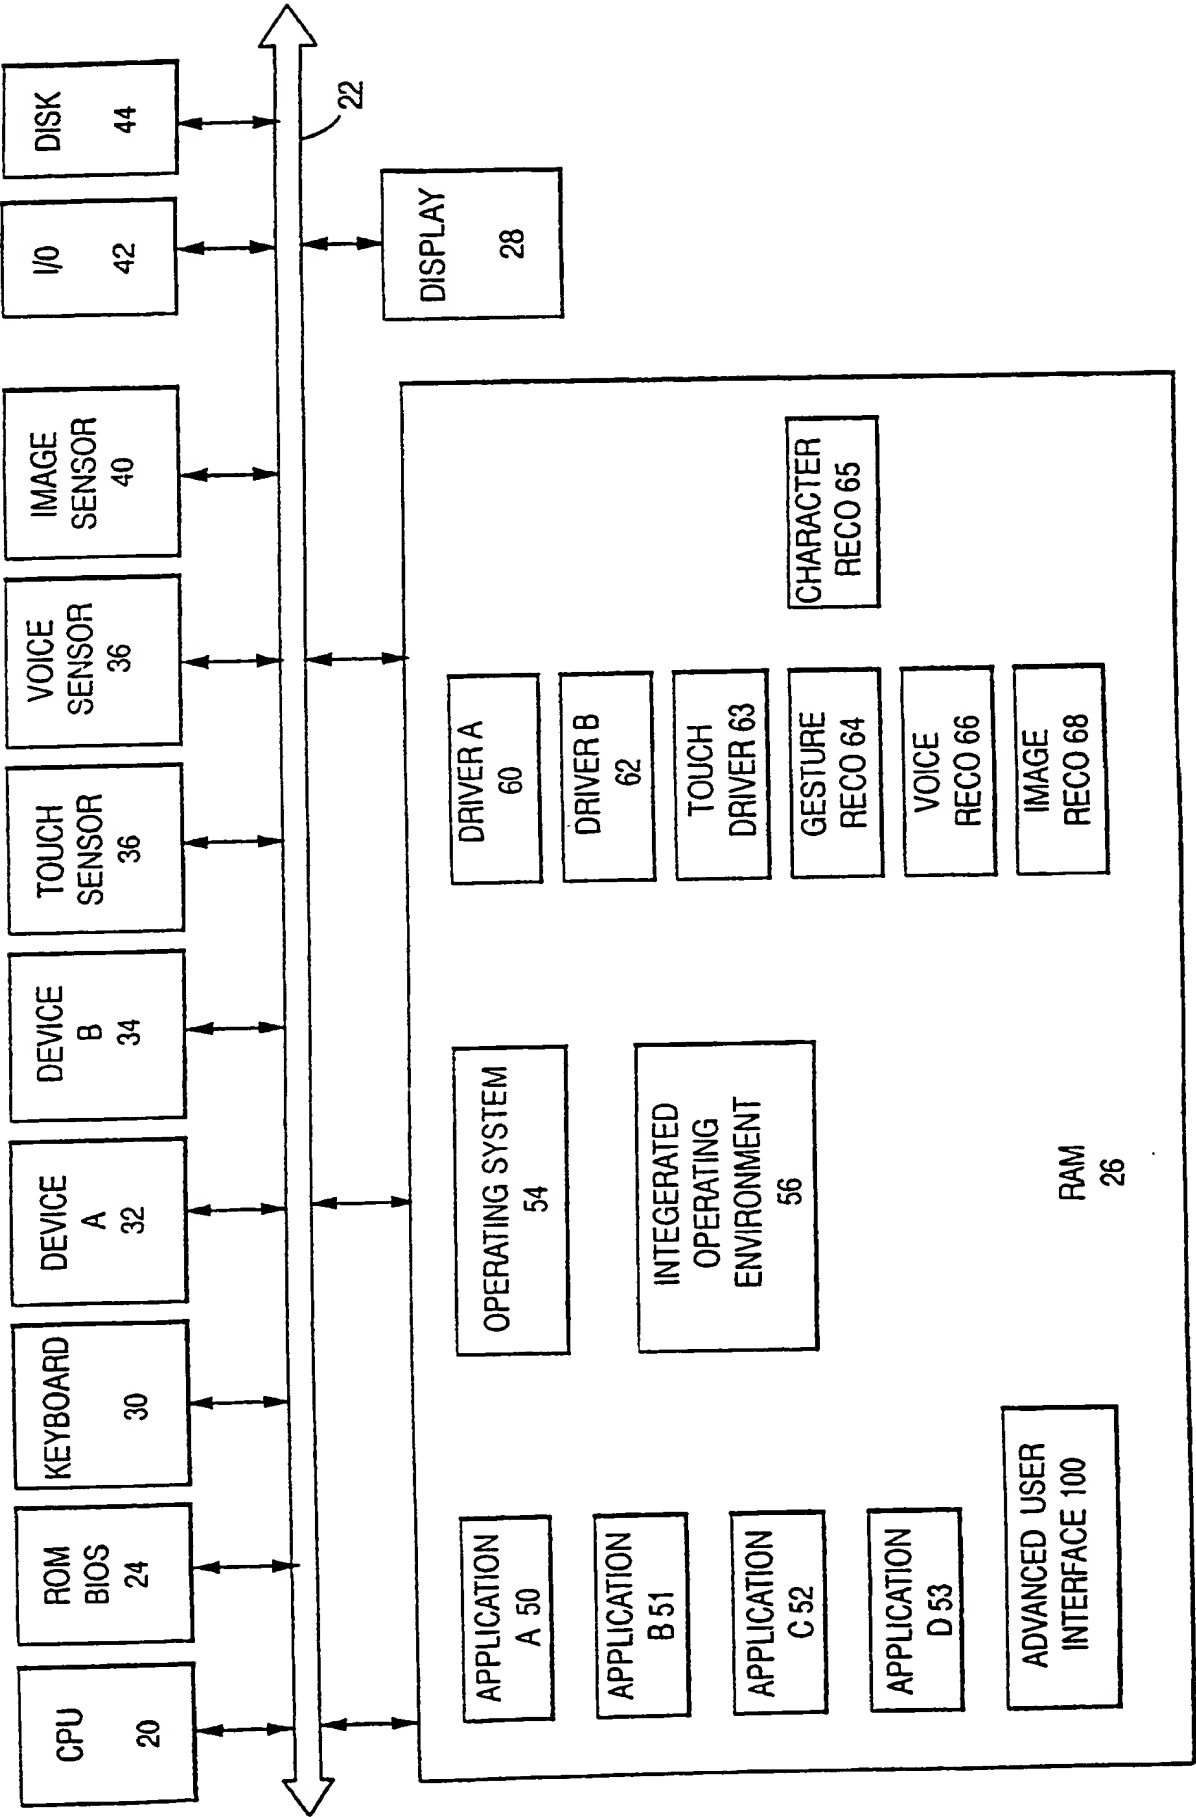 CPU
20
ROM
BIOS
24
KEYBOARD
30
DEVICE
A
32
DEVICE
B
34
TOUCH
SENSOR
36
VOICE
SENSOR
36
IMAGE
SENSOR
40
I/O
42
DISK
44
22
DISPLAY
28
APPLICATION
A 50
APPLICATION
B 51
APPLICATION
C 52
APPLICATION
D 53
ADVANCED USER
INTERFACE 100
OPERATING SYSTEM
54
INTEGERATED
OPERATING
ENVIRONMENT
56
RAM
26
DRIVER A
60
DRIVER B
62
TOUCH
DRIVER 63
GESTURE
RECO 64
VOICE
RECO 66
IMAGE
RECO 68
CHARACTER
RECO 65